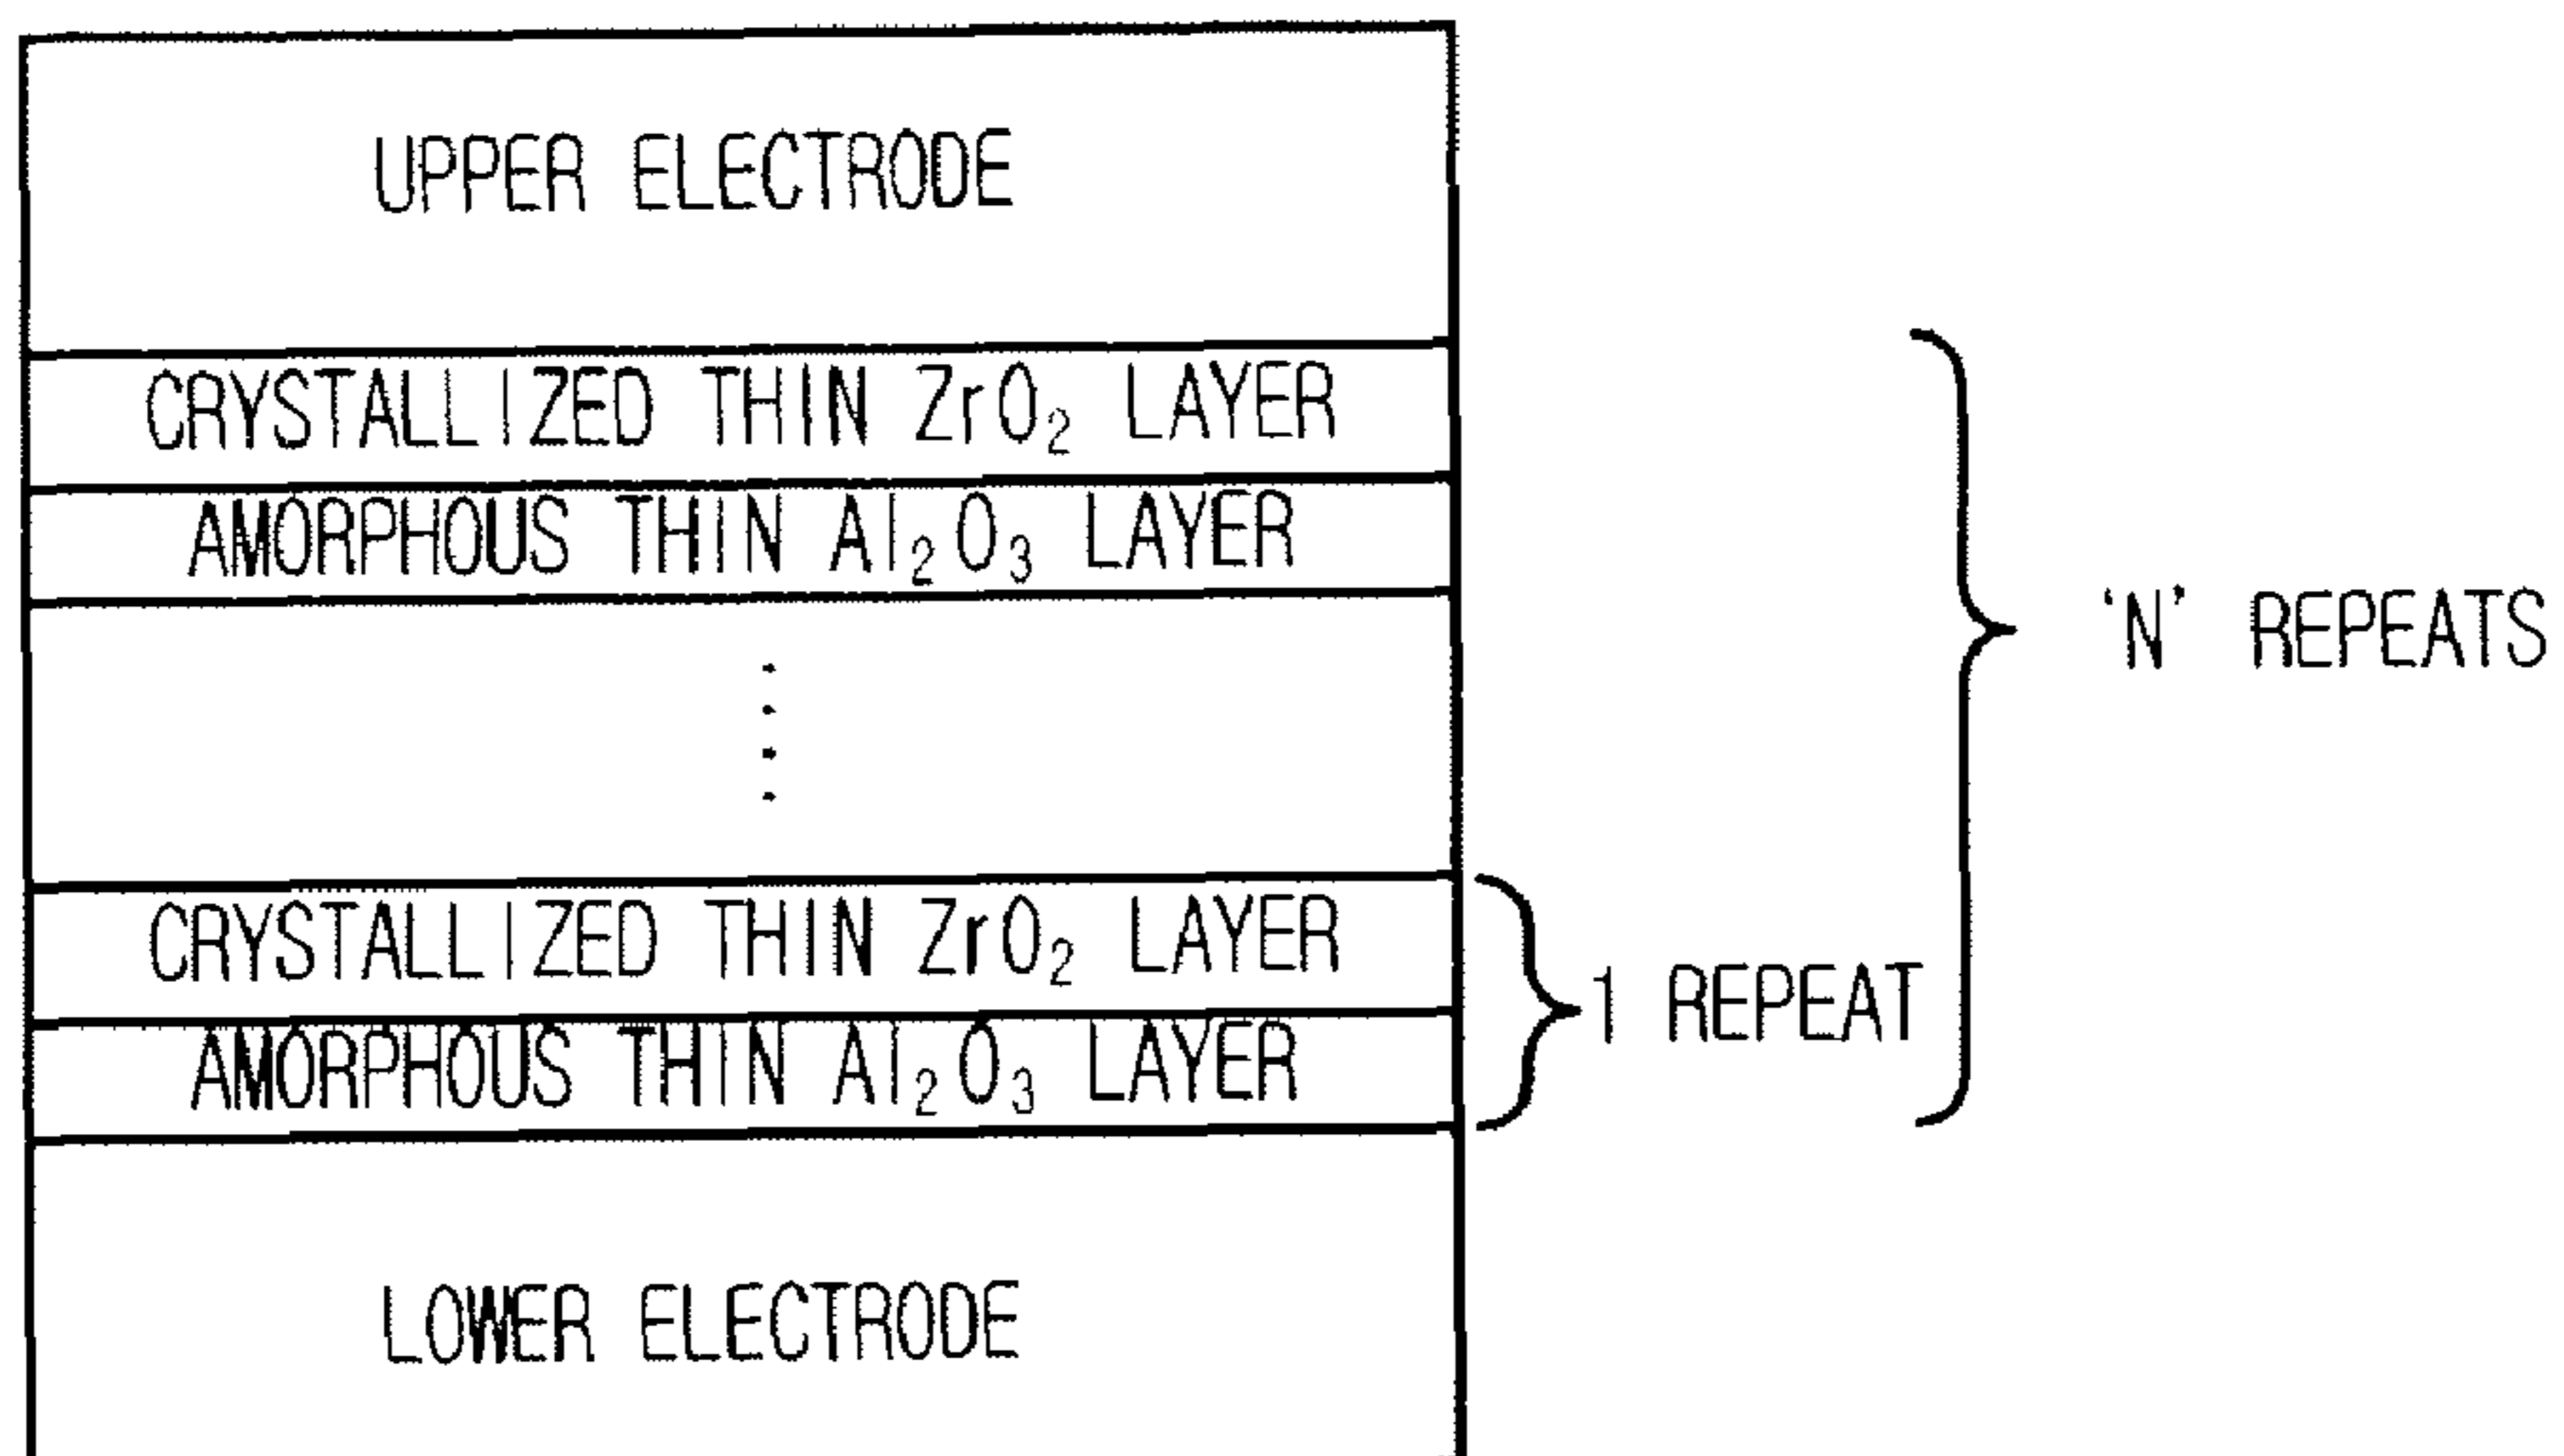 UPPER ELECTRODE
CRYSTALLIZED THIN ZrO₂ LAYER
AMORPHOUS THIN Al₂O₃ LAYER
'N' REPEATS
CRYSTALLIZED THIN ZrO₂ LAYER
1 REPEAT
AMORPHOUS THIN Al₂O₃ LAYER
LOWER ELECTRODE